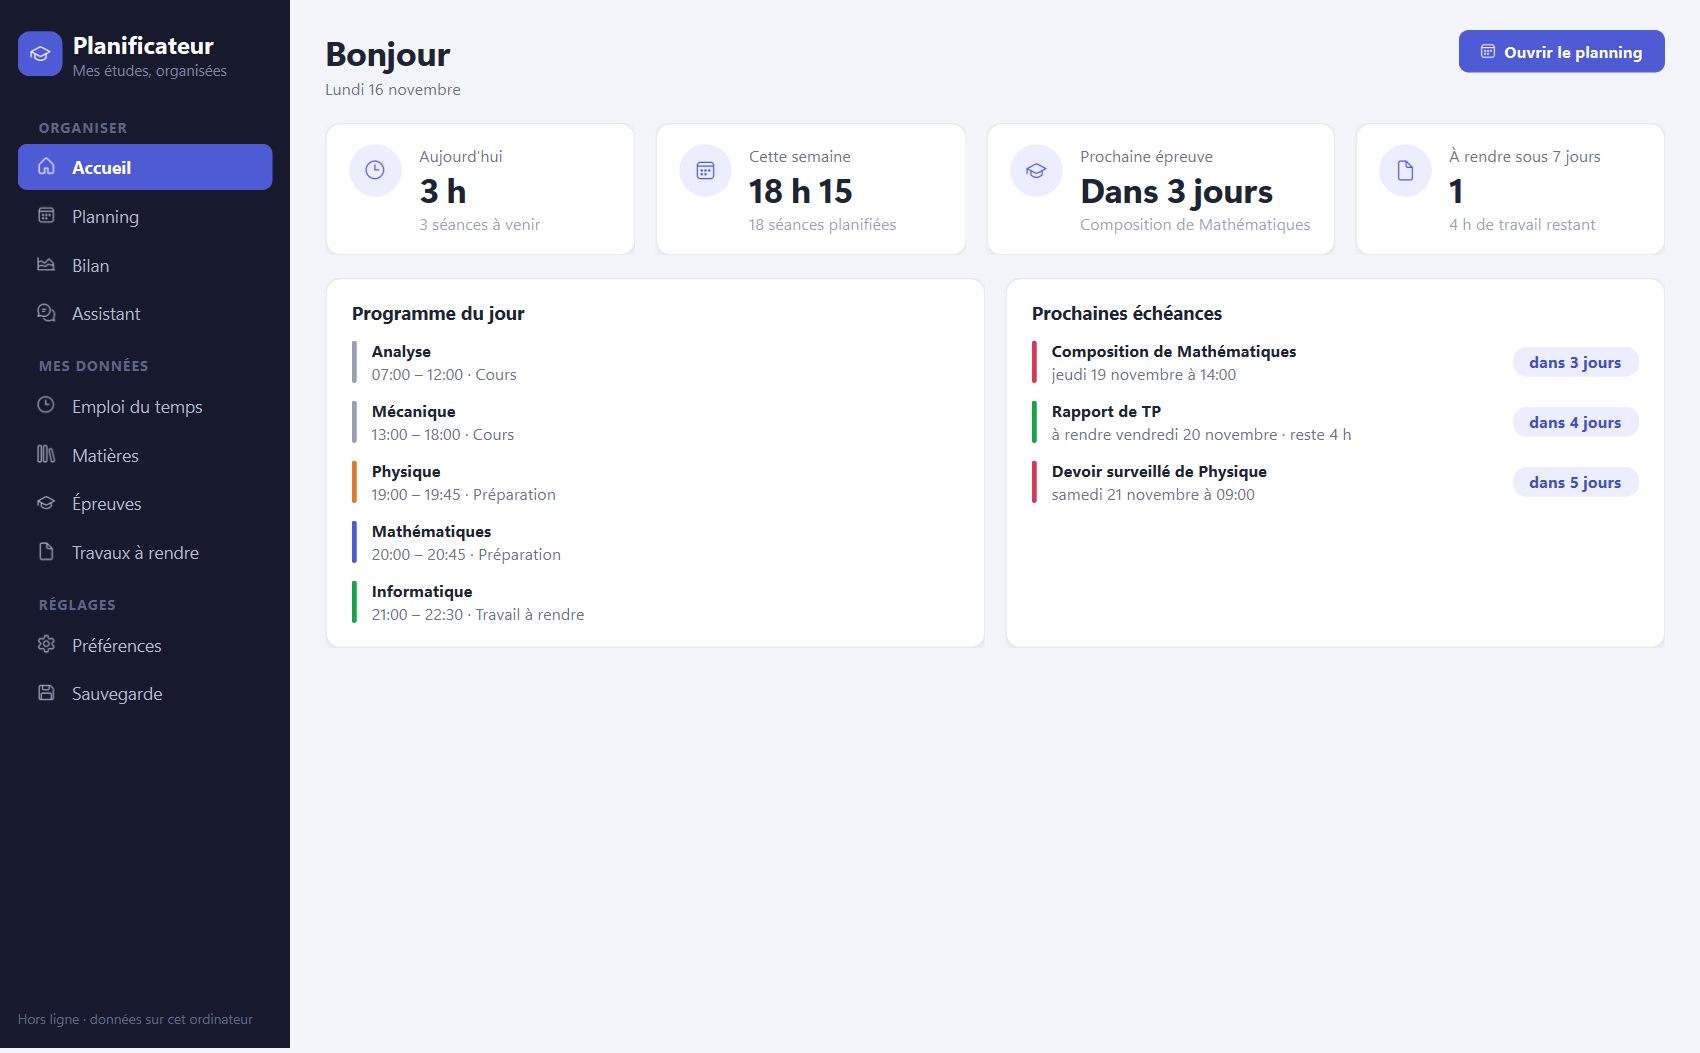 Planificateur
Mes études, organisées
ORGANISER
Accueil
Planning
Bilan
Assistant
MES DONNÉES
Emploi du temps
Matières
Épreuves
Travaux à rendre
RÉGLAGES
Préférences
Sauvegarde
Hors ligne · données sur cet ordinateur
Bonjour
Lundi 16 novembre
Ouvrir le planning
Aujourd'hui
3 h
3 séances à venir
Cette semaine
18 h 15
18 séances planifiées
Prochaine épreuve
Dans 3 jours
Composition de Mathématiques
À rendre sous 7 jours
1
4 h de travail restant
Programme du jour
Analyse
07:00 – 12:00 · Cours
Mécanique
13:00 – 18:00 · Cours
Physique
19:00 – 19:45 · Préparation
Mathématiques
20:00 – 20:45 · Préparation
Informatique
21:00 – 22:30 · Travail à rendre
Prochaines échéances
Composition de Mathématiques
jeudi 19 novembre à 14:00
dans 3 jours
Rapport de TP
à rendre vendredi 20 novembre · reste 4 h
dans 4 jours
Devoir surveillé de Physique
samedi 21 novembre à 09:00
dans 5 jours